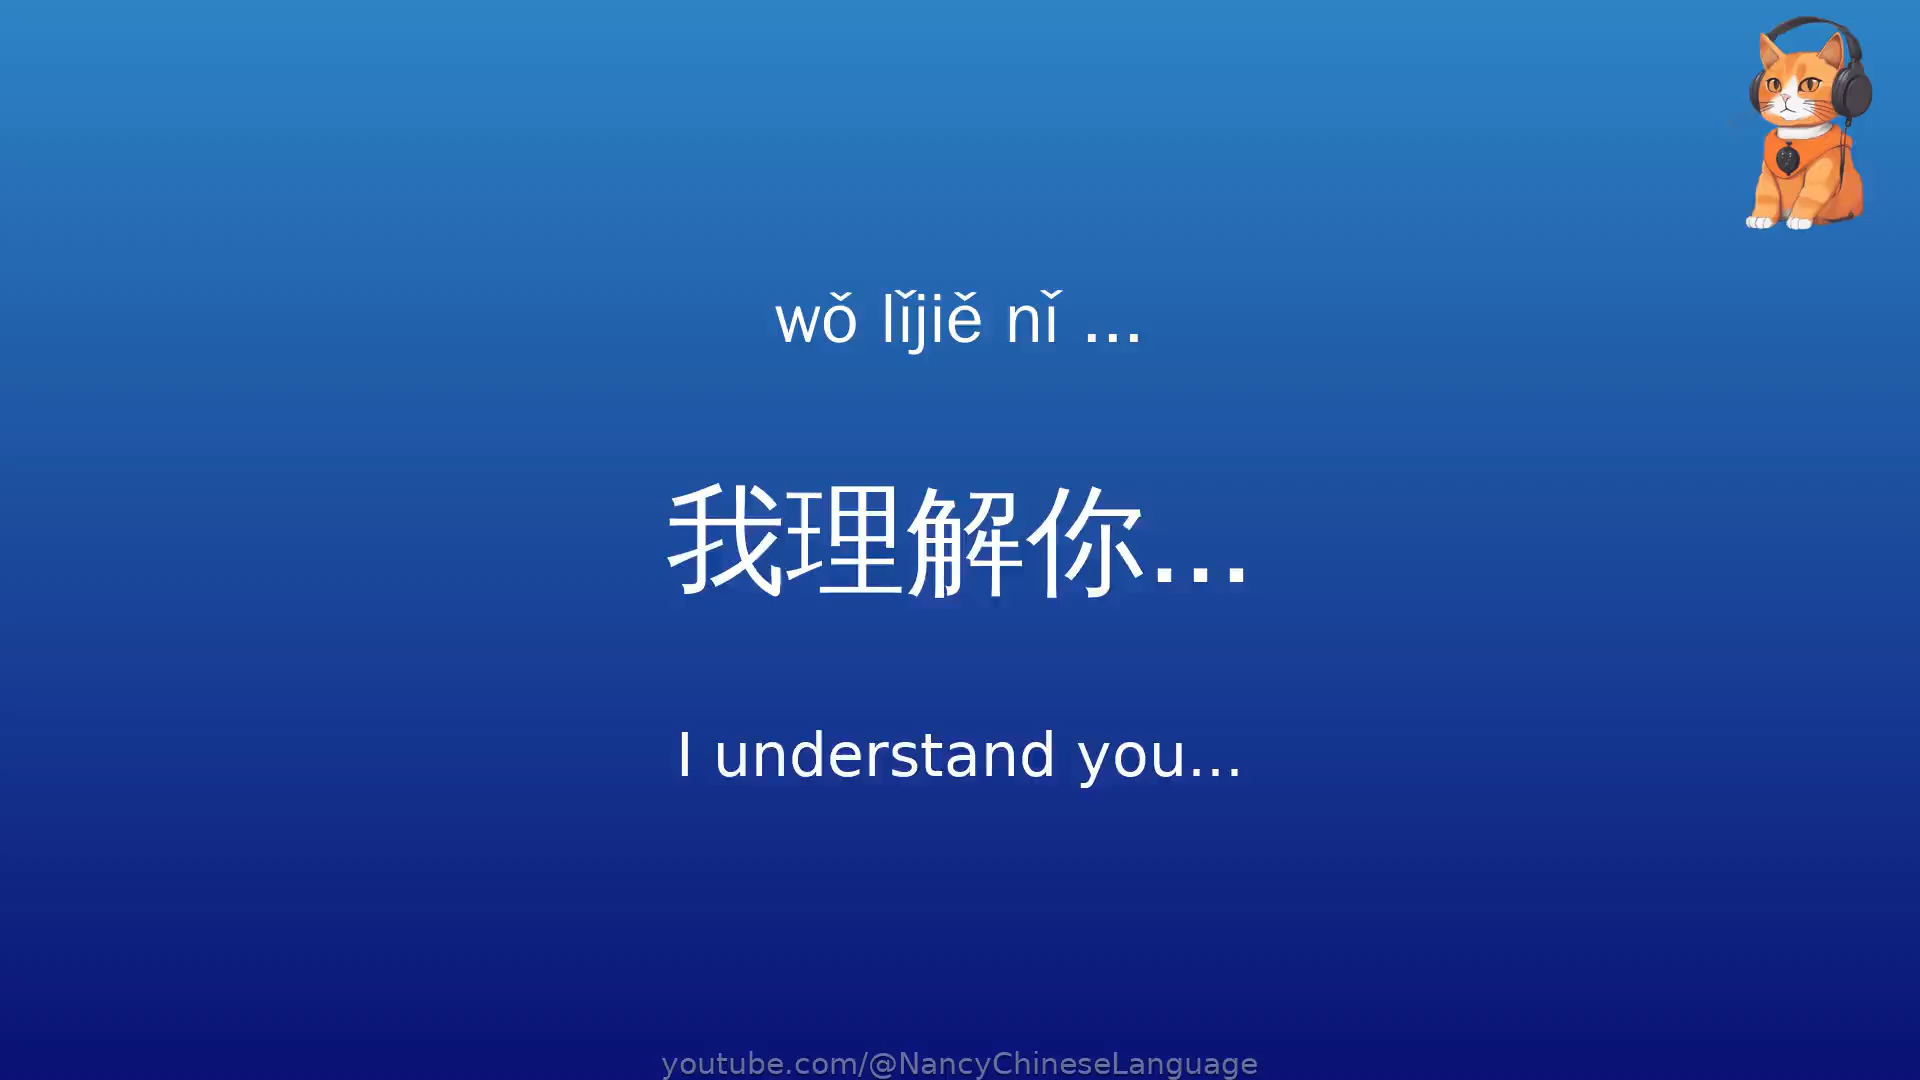 wǒ lǐjiě nǐ ...
我理解你...
I understand you...
youtube.com/@NancyChineseLanguage